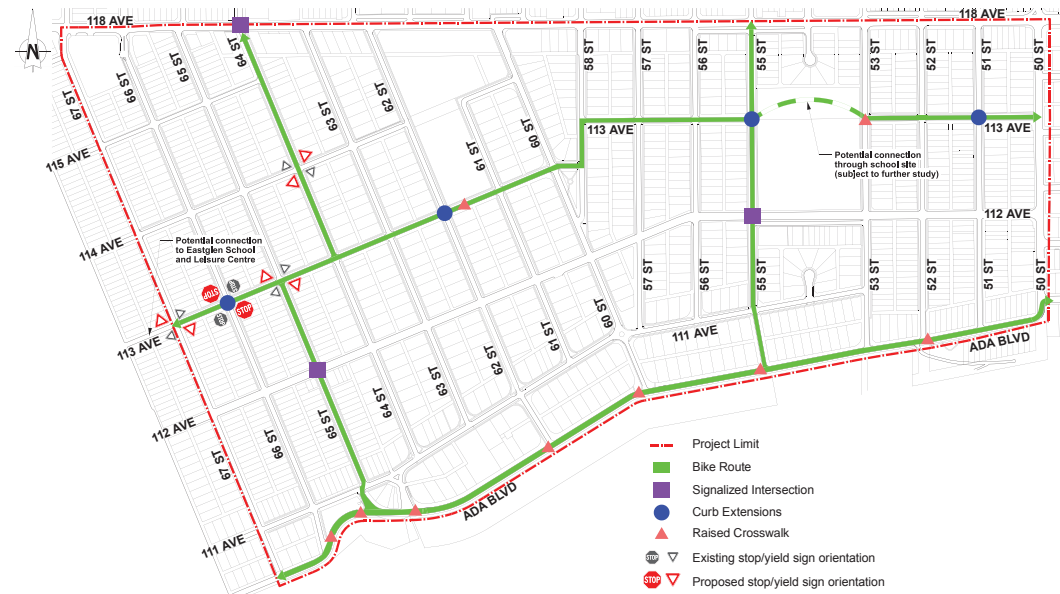 118 AVE
118 AVE
N
67 ST
66 ST
65 ST
64 ST
63 ST
62 ST
61 ST
60 ST
58 ST
57 ST
56 ST
55 ST
53 ST
52 ST
51 ST
50 ST
115 AVE
113 AVE
113 AVE
Potential connection
through school site
(subject to further study)
114 AVE
Potential connection
to Eastglen School
and Leisure Centre
112 AVE
STOP
STOP
STOP
STOP
113 AVE
57 ST
56 ST
55 ST
53 ST
52 ST
51 ST
50 ST
60 ST
61 ST
62 ST
63 ST
64 ST
65 ST
66 ST
67 ST
111 AVE
ADA BLVD
112 AVE
111 AVE
ADA BLVD
Project Limit
Bike Route
Signalized Intersection
Curb Extensions
Raised Crosswalk
STOP Existing stop/yield sign orientation
STOP Proposed stop/yield sign orientation